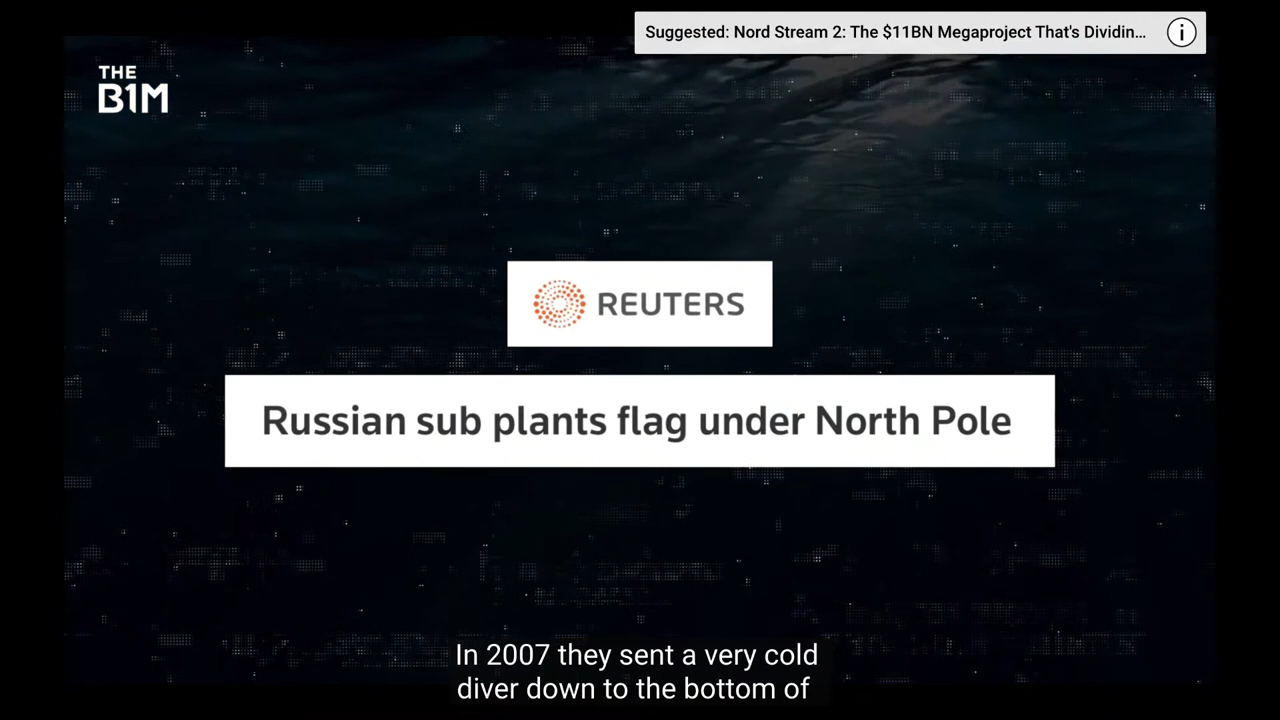 Suggested: Nord Stream 2: The $11BN Megaproject That's Dividin...
THE
B1M
REUTERS
Russian sub plants flag under North Pole
In 2007 they sent a very cold
diver down to the bottom of